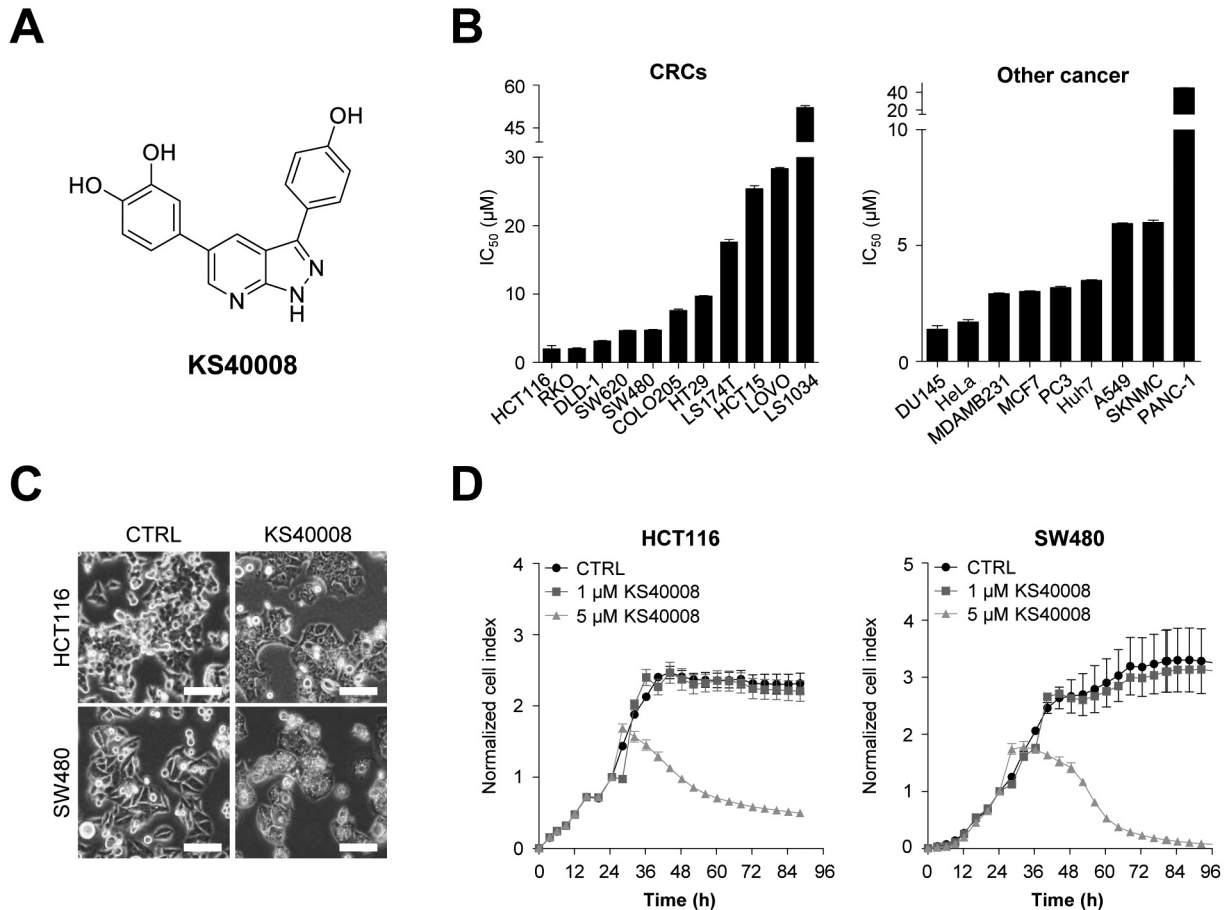 A
OH
OH
HO
N
N
N
H
KS40008
B
CRCs
IC50 (µM)
60
45
30
20
10
0
HCT116
RKO
DLD-1
SW620
SW480
COLO205
HT29
LS174T
HCT15
LOVO
LS1034
Other cancer
IC50 (µM)
40
20
10
5
0
DU145
HeLa
MDAMB231
MCF7
PC3
Huh7
A549
SKNMC
PANC-1
C
CTRL KS40008
HCT116
SW480
D
HCT116
CTRL
1 µM KS40008
5 µM KS40008
Normalized cell index
4
3
2
1
0
0 12 24 36 48 60 72 84 96
Time (h)
SW480
CTRL
1 µM KS40008
5 µM KS40008
Normalized cell index
5
4
3
2
1
0
0 12 24 36 48 60 72 84 96
Time (h)